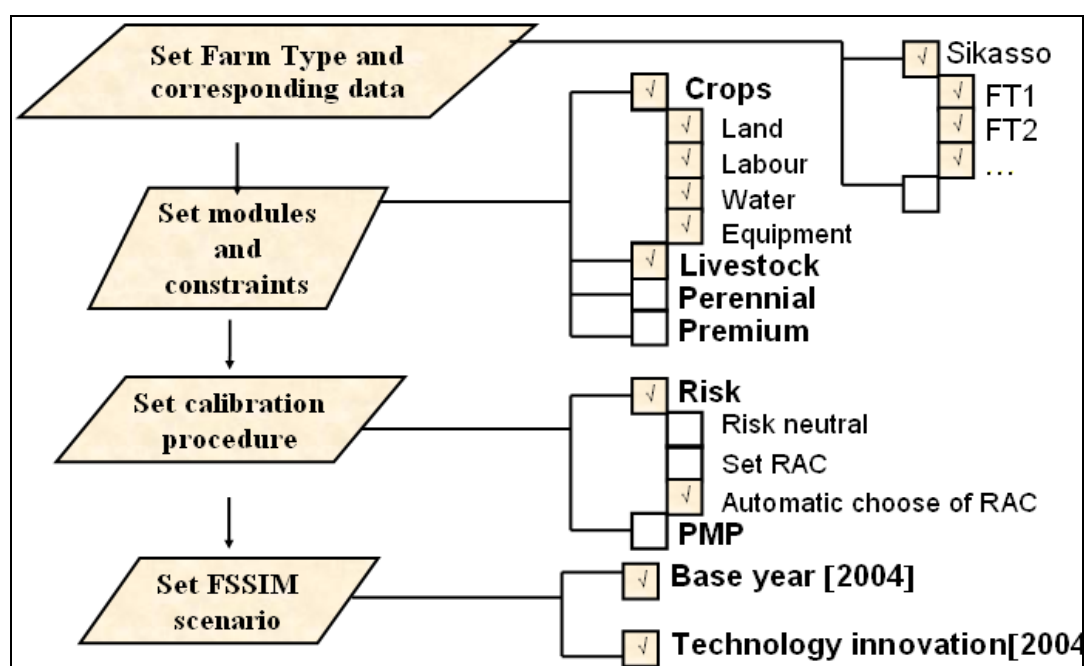 Set Farm Type and
corresponding data
√ Sikasso
√ FT1
√ FT2
√ ...
Set modules
and
constraints
√ Crops
√ Land
√ Labour
√ Water
√ Equipment
√ Livestock
Perennial
Premium
Set calibration
procedure
√ Risk
Risk neutral
Set RAC
√ Automatic choose of RAC
PMP
Set FSSIM
scenario
√ Base year [2004]
√ Technology innovation[2004